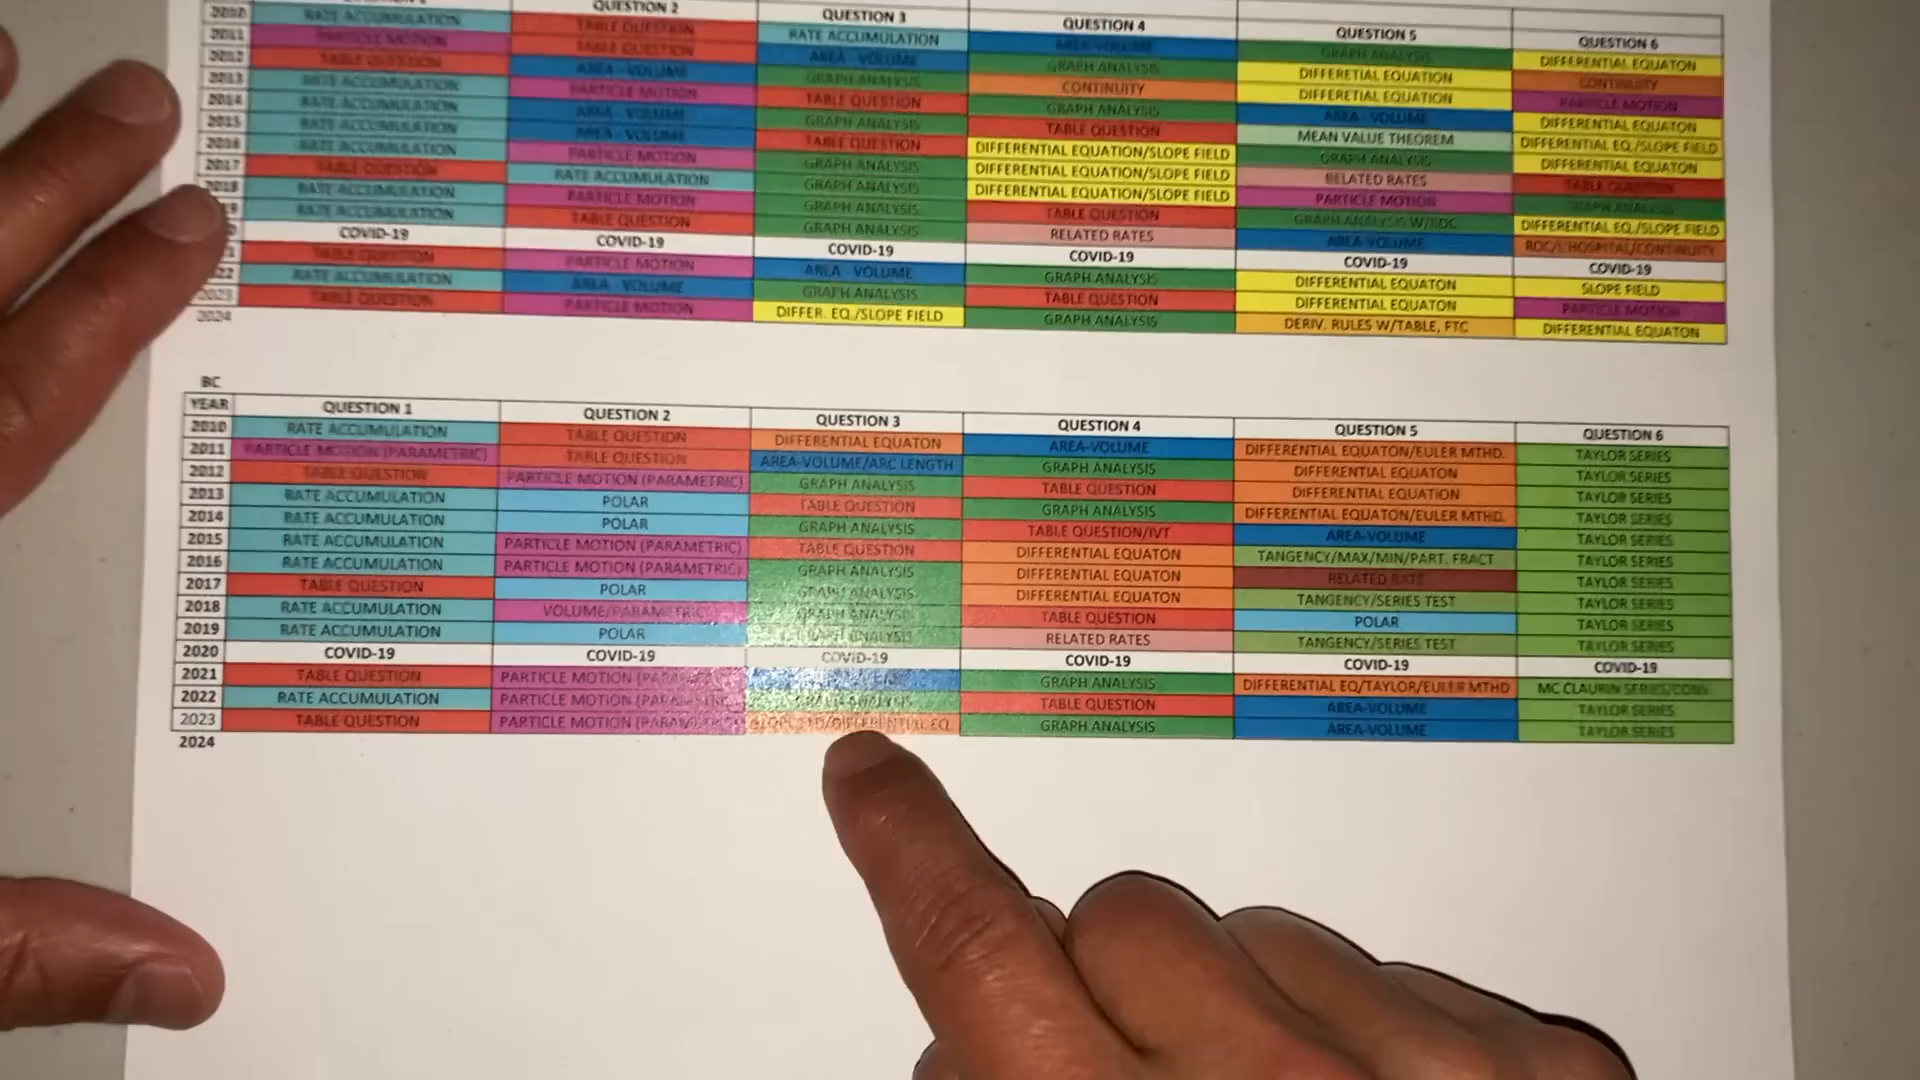 QUESTION 2 QUESTION 3 QUESTION 4 QUESTION 5 QUESTION 6
2010 RATE ACCUMULATION TABLE QUESTION RATE ACCUMULATION AREA-VOLUME GRAPH ANALYSIS DIFFERENTIAL EQUATON
2011 PARTICLE MOTION TABLE QUESTION AREA - VOLUME GRAPH ANALYSIS DIFFERETIAL EQUATION CONTINUITY
2012 TABLE QUESTION AREA - VOLUME GRAPH ANALYSIS CONTINUITY DIFFERETIAL EQUATION PARTICLE MOTION
2013 RATE ACCUMULATION PARTICLE MOTION TABLE QUESTION GRAPH ANALYSIS AREA - VOLUME DIFFERENTIAL EQUATON
2014 RATE ACCUMULATION AREA - VOLUME GRAPH ANALYSIS TABLE QUESTION MEAN VALUE THEOREM DIFFERENTIAL EQ./SLOPE FIELD
2015 RATE ACCUMULATION AREA - VOLUME TABLE QUESTION DIFFERENTIAL EQUATION/SLOPE FIELD GRAPH ANALYSIS DIFFERENTIAL EQUATON
2016 RATE ACCUMULATION PARTICLE MOTION GRAPH ANALYSIS DIFFERENTIAL EQUATION/SLOPE FIELD RELATED RATES TABLE QUESTION
2017 TABLE QUESTION RATE ACCUMULATION GRAPH ANALYSIS DIFFERENTIAL EQUATION/SLOPE FIELD PARTICLE MOTION GRAPH ANALYSIS
2018 RATE ACCUMULATION PARTICLE MOTION GRAPH ANALYSIS TABLE QUESTION GRAPH ANALYSIS W/ROC DIFFERENTIAL EQ./SLOPE FIELD
RATE ACCUMULATION TABLE QUESTION GRAPH ANALYSIS RELATED RATES AREA-VOLUME ROC/L'HOSPITAL/CONTINUITY
COVID-19 COVID-19 COVID-19 COVID-19 COVID-19 COVID-19
TABLE QUESTION PARTICLE MOTION AREA - VOLUME GRAPH ANALYSIS DIFFERENTIAL EQUATON SLOPE FIELD
RATE ACCUMULATION AREA - VOLUME GRAPH ANALYSIS TABLE QUESTION DIFFERENTIAL EQUATON PARTICLE MOTION
2023 TABLE QUESTION PARTICLE MOTION DIFFER. EQ./SLOPE FIELD GRAPH ANALYSIS DERIV. RULES W/TABLE, FTC DIFFERENTIAL EQUATON
2024
BC
YEAR QUESTION 1 QUESTION 2 QUESTION 3 QUESTION 4 QUESTION 5 QUESTION 6
2010 RATE ACCUMULATION TABLE QUESTION DIFFERENTIAL EQUATON AREA-VOLUME DIFFERENTIAL EQUATON/EULER MTHD. TAYLOR SERIES
2011 PARTICLE MOTION (PARAMETRIC) TABLE QUESTION AREA-VOLUME/ARC LENGTH GRAPH ANALYSIS DIFFERENTIAL EQUATION TAYLOR SERIES
2012 TABLE QUESTION PARTICLE MOTION (PARAMETRIC) GRAPH ANALYSIS TABLE QUESTION DIFFERENTIAL EQUATION TAYLOR SERIES
2013 RATE ACCUMULATION POLAR TABLE QUESTION GRAPH ANALYSIS DIFFERENTIAL EQUATON/EULER MTHD. TAYLOR SERIES
2014 RATE ACCUMULATION POLAR GRAPH ANALYSIS TABLE QUESTION/IVT AREA-VOLUME TAYLOR SERIES
2015 RATE ACCUMULATION PARTICLE MOTION (PARAMETRIC) TABLE QUESTION DIFFERENTIAL EQUATON TANGENCY/MAX/MIN/PART. FRACT TAYLOR SERIES
2016 RATE ACCUMULATION PARTICLE MOTION (PARAMETRIC) GRAPH ANALYSIS DIFFERENTIAL EQUATON RELATED RATE TAYLOR SERIES
2017 TABLE QUESTION POLAR GRAPH ANALYSIS DIFFERENTIAL EQUATON TANGENCY/SERIES TEST TAYLOR SERIES
2018 RATE ACCUMULATION VOLUME/PARAMETRIC GRAPH ANALYSIS TABLE QUESTION POLAR TAYLOR SERIES
2019 RATE ACCUMULATION POLAR GRAPH ANALYSIS RELATED RATES TANGENCY/SERIES TEST TAYLOR SERIES
2020 COVID-19 COVID-19 COVID-19 COVID-19 COVID-19 COVID-19
2021 TABLE QUESTION PARTICLE MOTION GRAPH ANALYSIS DIFFERENTIAL EQ/TAYLOR/EULER MTHD MC CLAURIN
2022 RATE ACCUMULATION PARTICLE MOTION GRAPH ANALYSIS TABLE QUESTION AREA-VOLUME TAYLOR SERIES
2023 TABLE QUESTION PARTICLE MOTION GRAPH ANALYSIS AREA-VOLUME TAYLOR SERIES
2024